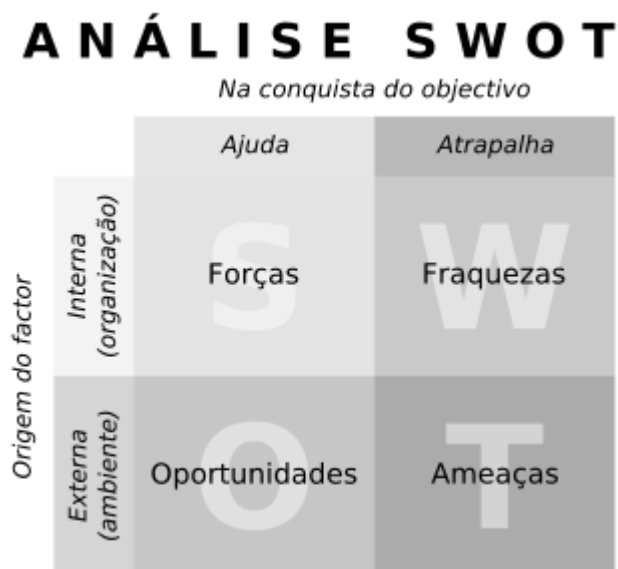 ANÁLISE SWOT
Na conquista do objectivo
Ajuda
Atrapalha
Origem do factor
Interna
(organização)
S
Forças
W
Fraquezas
Externa
(ambiente)
O
Oportunidades
T
Ameaças